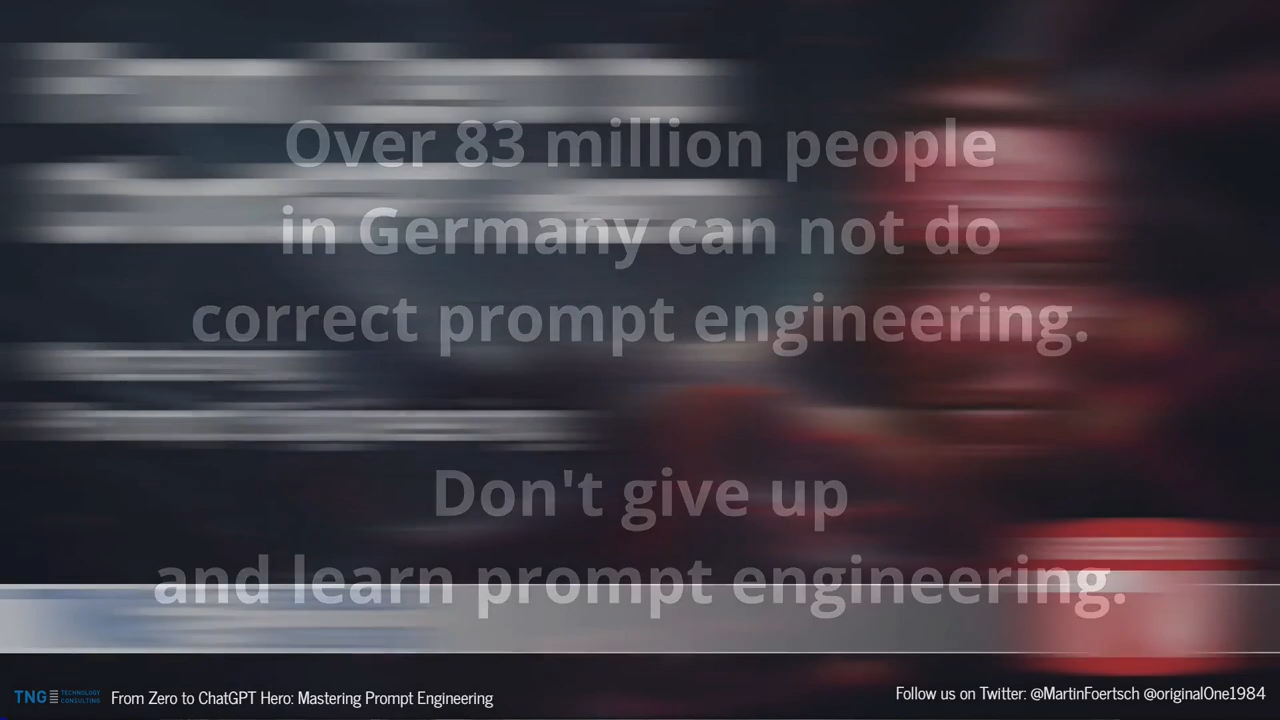 Over 83 million people
in Germany can not do
correct prompt engineering.
Don't give up
and learn prompt engineering.
TNG TECHNOLOGY CONSULTING
From Zero to ChatGPT Hero: Mastering Prompt Engineering
Follow us on Twitter: @MartinFoertsch @originalOne1984